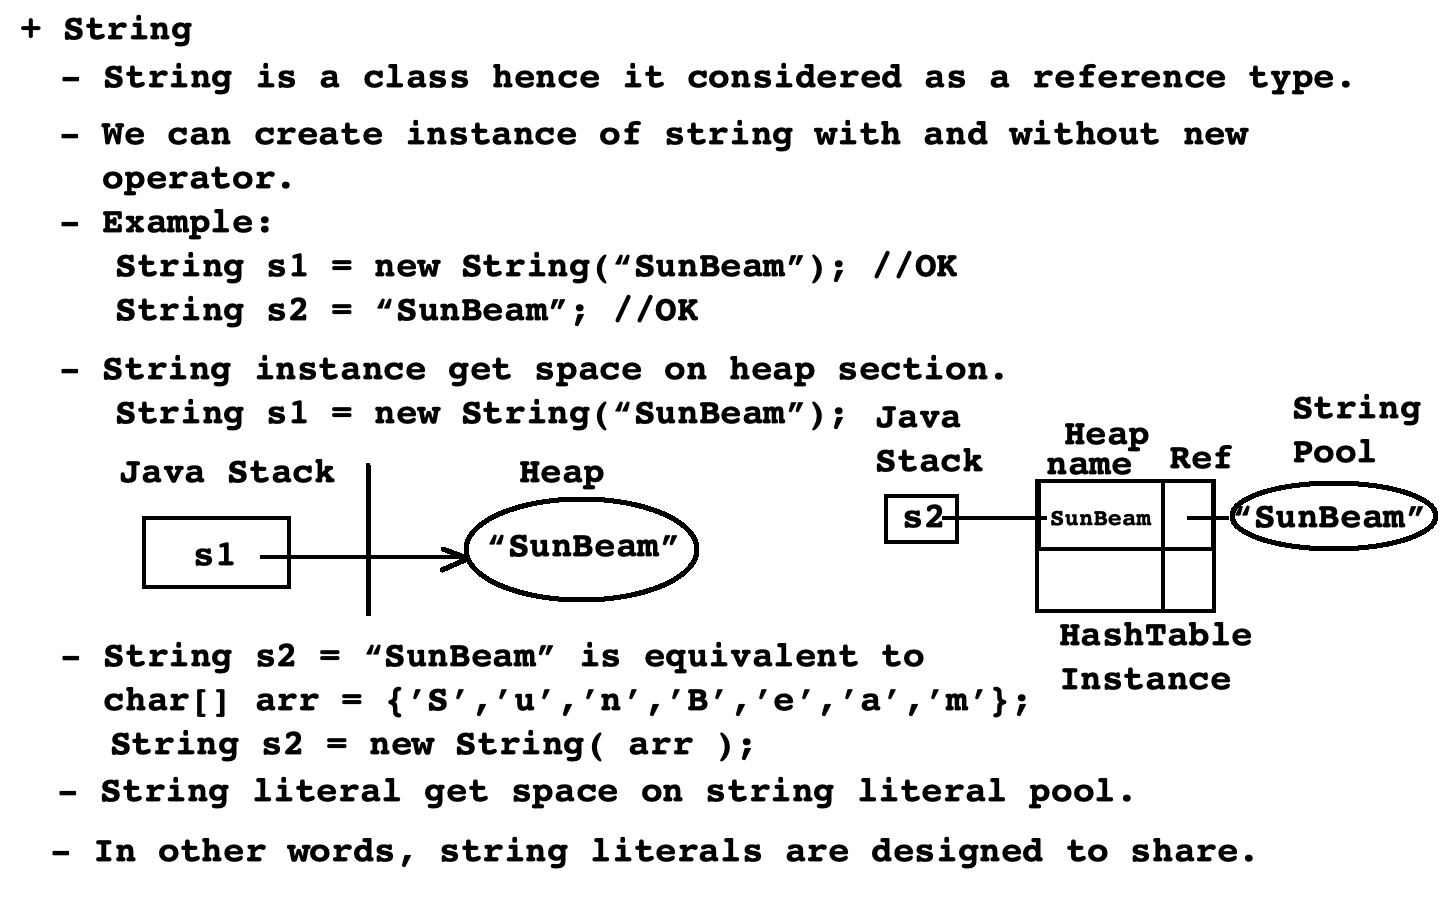 + String
- String is a class hence it considered as a reference type.
- We can create instance of string with and without new
operator.
- Example:
String s1 = new String(“SunBeam”); //OK
String s2 = “SunBeam”; //OK
- String instance get space on heap section.
String s1 = new String(“SunBeam”);
Java Stack
Heap
s1
“SunBeam”
Java
Stack
Heap
name
Ref
String
Pool
s2
SunBeam
“SunBeam”
HashTable
Instance
- String s2 = “SunBeam” is equivalent to
char[] arr = {’S’,’u’,’n’,’B’,’e’,’a’,’m’};
String s2 = new String( arr );
- String literal get space on string literal pool.
- In other words, string literals are designed to share.